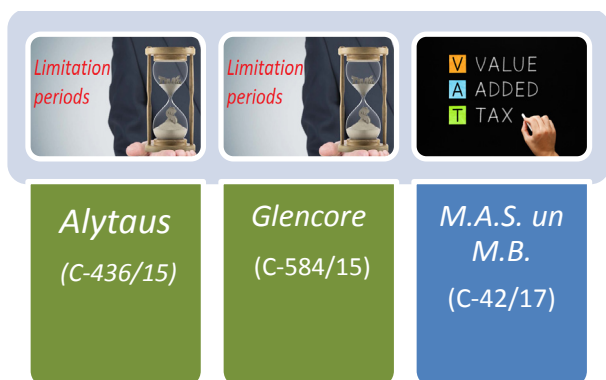 Limitation
periods
Limitation
periods
V VALUE
A ADDED
T TAX
Alytaus
(C-436/15)
Glencore
(C-584/15)
M.A.S. un
M.B.
(C-42/17)